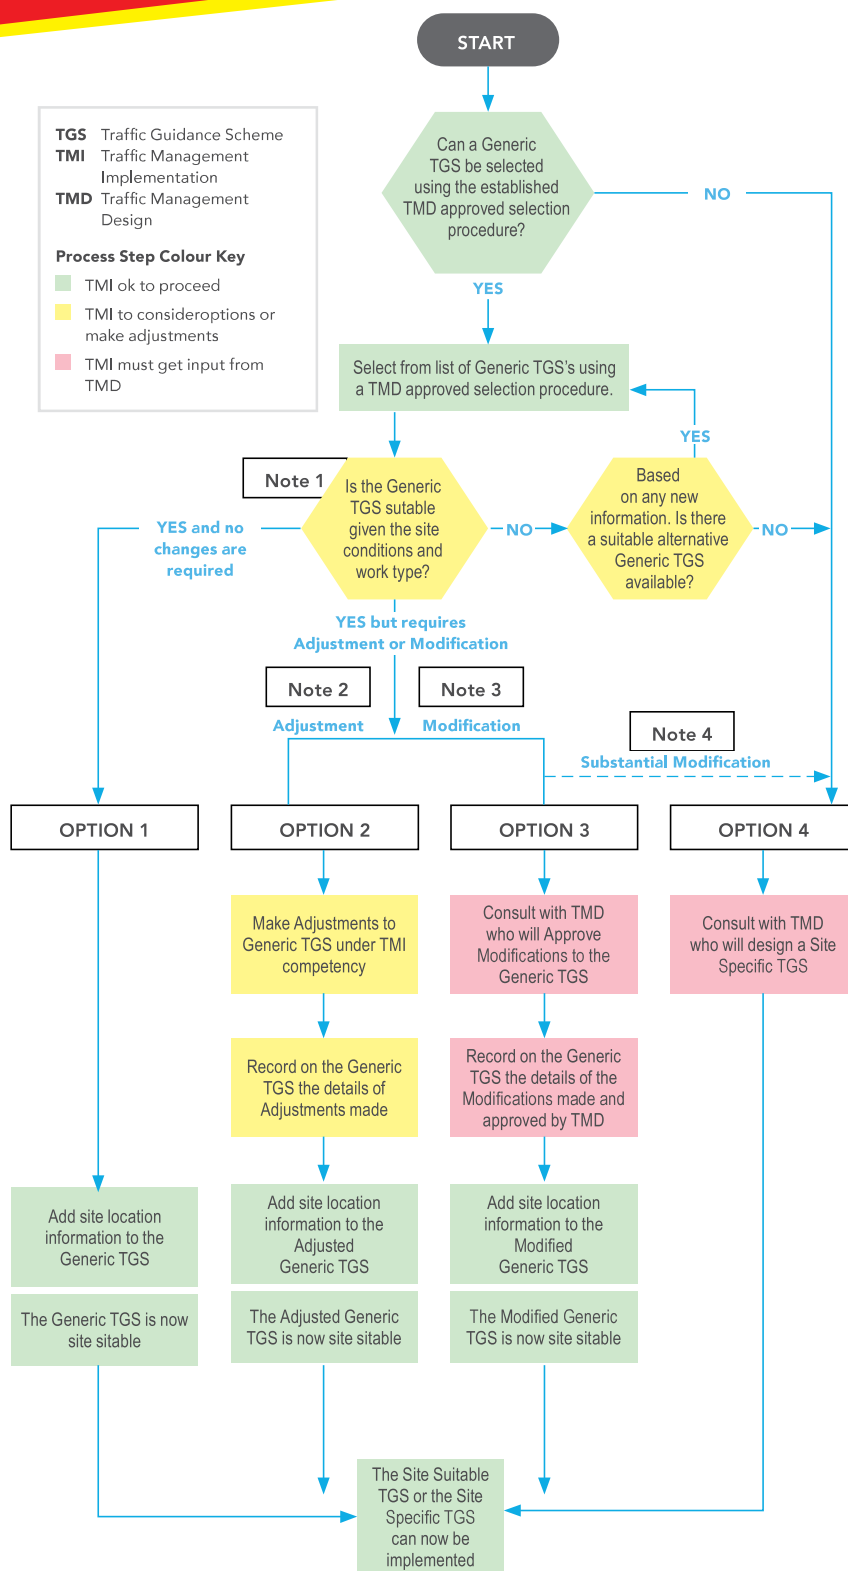 START
TGS Traffic Guidance Scheme
TMI Traffic Management
Implementation
TMD Traffic Management
Design
Process Step Colour Key
TMI ok to proceed
TMI to consideroptions or
make adjustments
TMI must get input from
TMD
Can a Generic
TGS be selected
using the established
TMD approved selection
procedure?
NO
YES
Select from list of Generic TGS's using
a TMD approved selection procedure.
YES
Note 1
Is the Generic
TGS sutable
given the site
conditions and
work type?
NO
Based
on any new
information. Is there
a suitable alternative
Generic TGS
available?
NO
YES and no
changes are
required
YES but requires
Adjustment or Modification
Note 2
Note 3
Adjustment
Modification
Note 4
Substantial Modification
OPTION 1
OPTION 2
OPTION 3
OPTION 4
Make Adjustments to
Generic TGS under TMI
competency
Consult with TMD
who will Approve
Modifications to the
Generic TGS
Consult with TMD
who will design a Site
Specific TGS
Record on the Generic
TGS the details of
Adjustments made
Record on the Generic
TGS the details of the
Modifications made and
approved by TMD
Add site location
information to the
Generic TGS
Add site location
information to the
Adjusted
Generic TGS
Add site location
information to the
Modified
Generic TGS
The Generic TGS is now
site sitable
The Adjusted Generic
TGS is now site sitable
The Modified Generic
TGS is now site sitable
The Site Suitable
TGS or the Site
Specific TGS
can now be
implemented